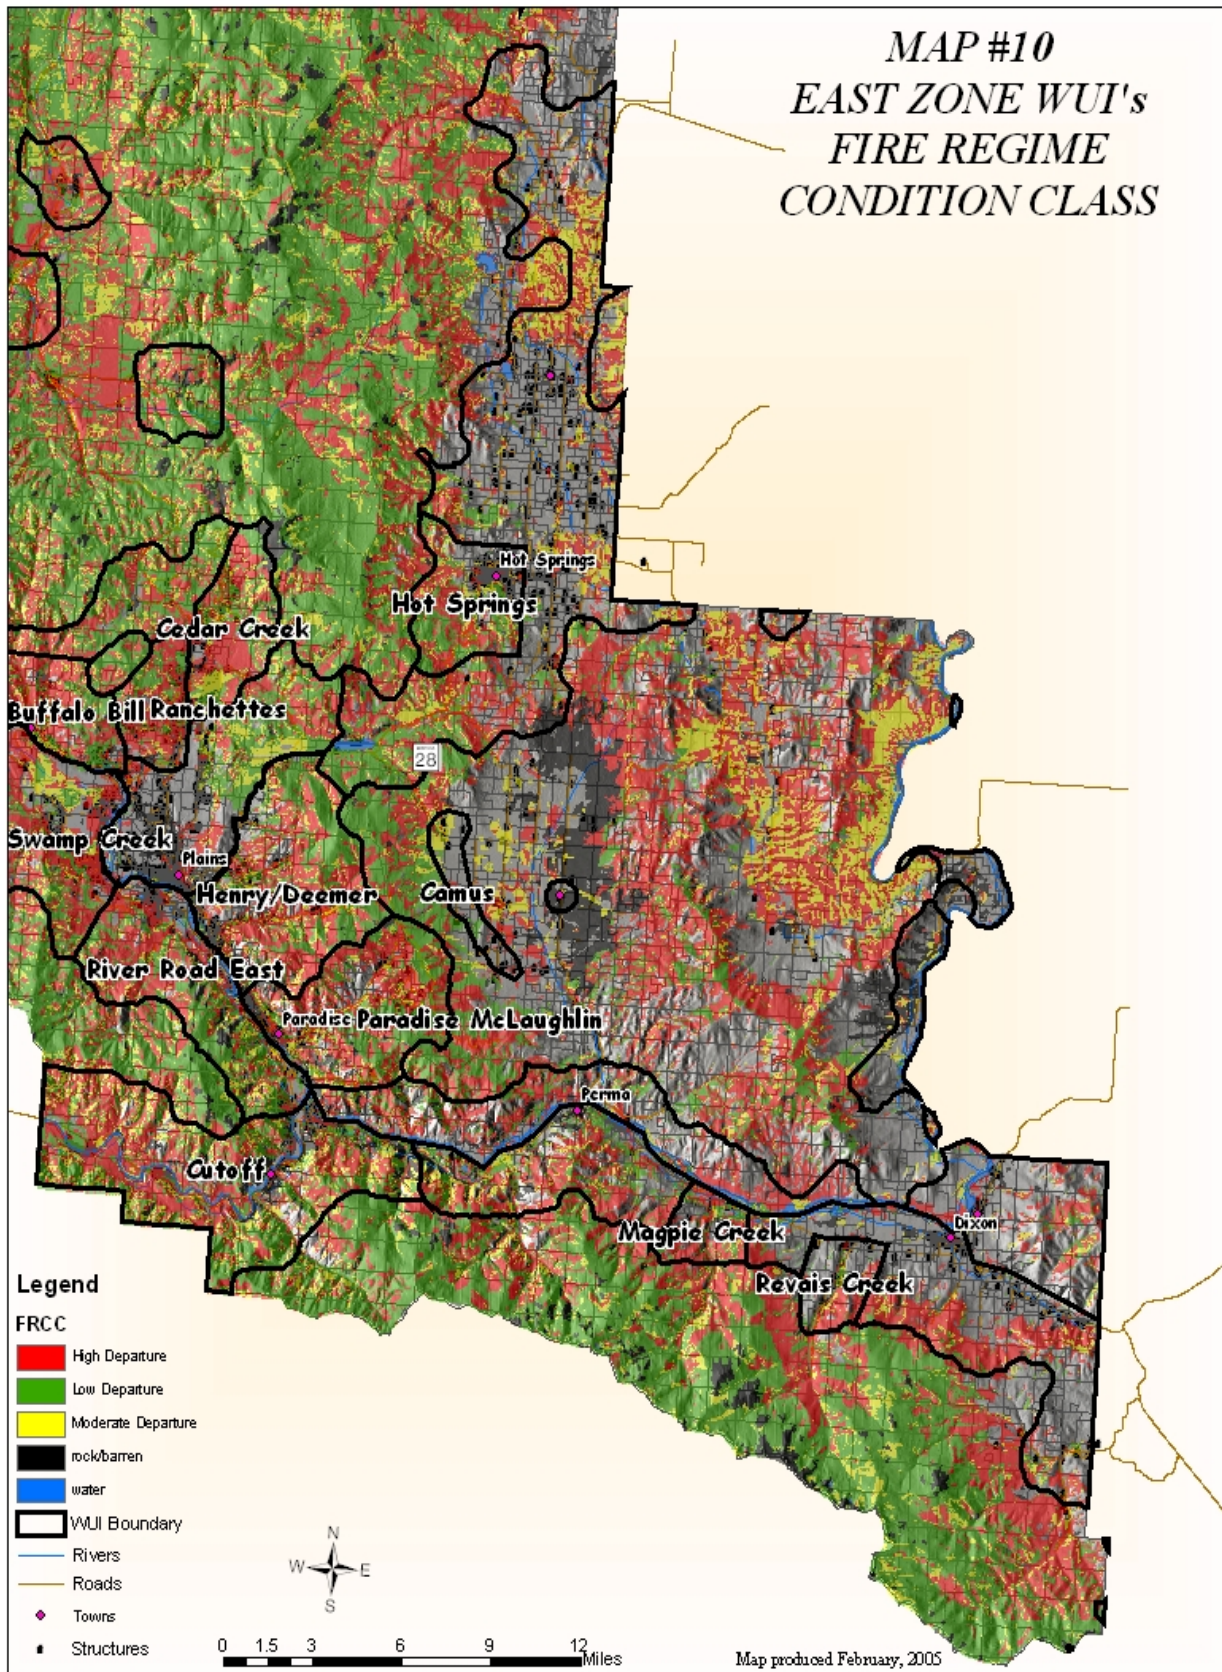 MAP #10
EAST ZONE WUI's
FIRE REGIME
CONDITION CLASS
Hot Springs
Hot Springs
Cedar Creek
Buffalo Bill Ranchettes
28
Swamp Creek
Plains
Henry/Deemer
Camus
River Road East
Paradise
Paradise McLaughlin
Perma
Cutoff
Magpie Creek
Dixon
Revais Creek
Legend
FRCC
High Departure
Low Departure
Moderate Departure
rock/barren
water
WUI Boundary
Rivers
Roads
Towns
Structures
N
W E
S
0 1.5 3 6 9 12
Miles
Map produced February, 2005